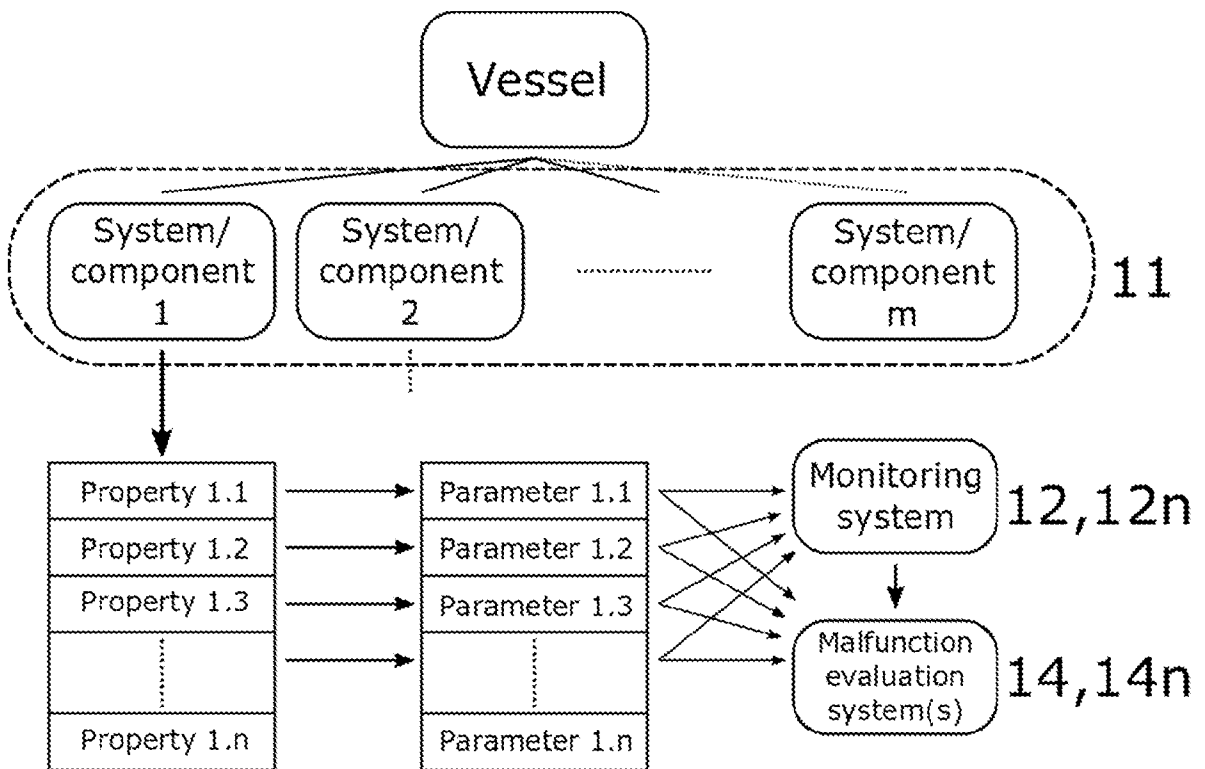 Vessel
System/
component
1
System/
component
2
System/
component
m
11
Property 1.1
Property 1.2
Property 1.3
Property 1.n
Parameter 1.1
Parameter 1.2
Parameter 1.3
Parameter 1.n
Monitoring
system
12,12n
Malfunction
evaluation
system(s)
14,14n